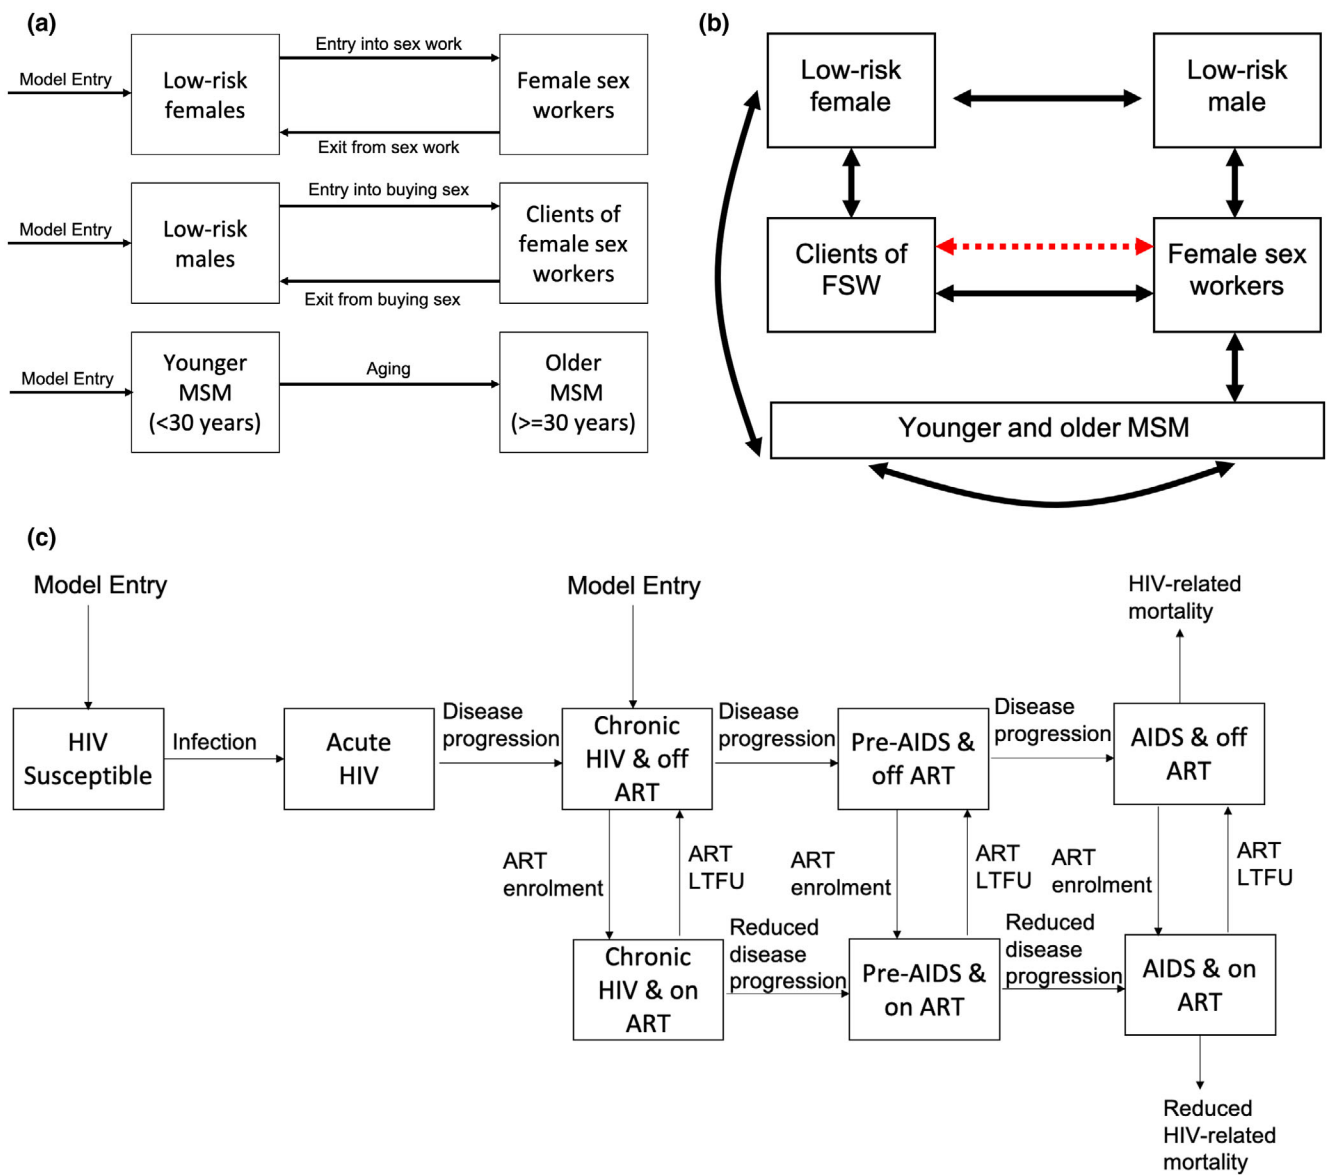 (a)
Model Entry
Low-risk
females
Entry into sex work
Exit from sex work
Female sex
workers
Model Entry
Low-risk
males
Entry into buying sex
Exit from buying sex
Clients of
female sex
workers
Model Entry
Younger
MSM
(<30 years)
Aging
Older
MSM
(>=30 years)
(b)
Low-risk
female
Low-risk
male
Clients of
FSW
Female sex
workers
Younger and older MSM
(c)
Model Entry
Model Entry
HIV-related
mortality
HIV
Susceptible
Infection
Acute
HIV
Disease
progression
Chronic
HIV & off
ART
Disease
progression
Pre-AIDS &
off ART
Disease
progression
AIDS & off
ART
ART
enrolment
ART
LTFU
ART
enrolment
ART
LTFU
ART
enrolment
ART
LTFU
Chronic
HIV & on
ART
Reduced
disease
progression
Pre-AIDS &
on ART
Reduced
disease
progression
AIDS & on
ART
Reduced
HIV-related
mortality